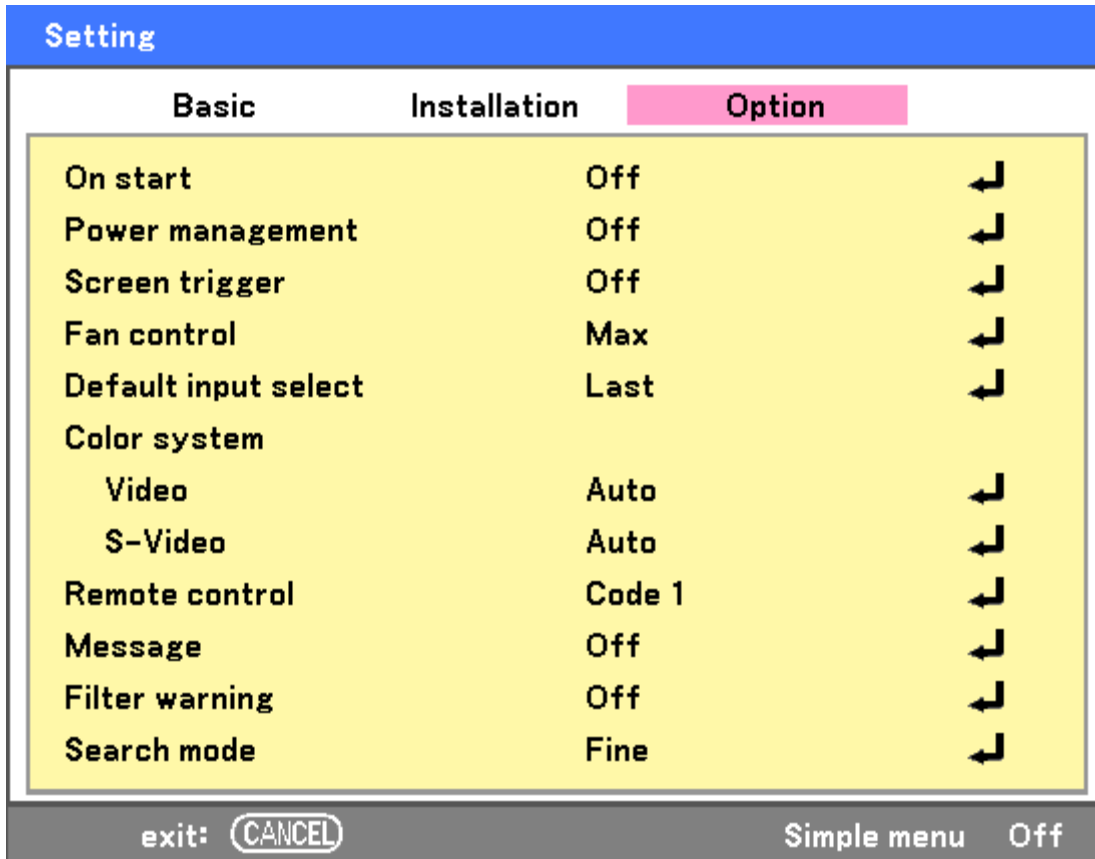 Setting
Basic Installation Option
On start Off
Power management Off
Screen trigger Off
Fan control Max
Default input select Last
Color system
Video Auto
S-Video Auto
Remote control Code 1
Message Off
Filter warning Off
Search mode Fine
exit: CANCEL Simple menu Off